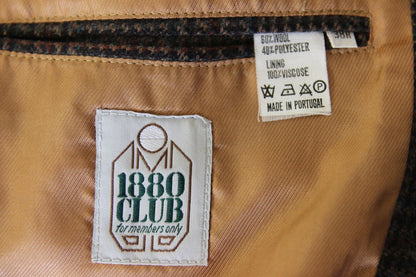 60% WOOL
40% POLYESTER
LINING
100% VISCOSE
MADE IN PORTUGAL
38R
1880
CLUB
for members only